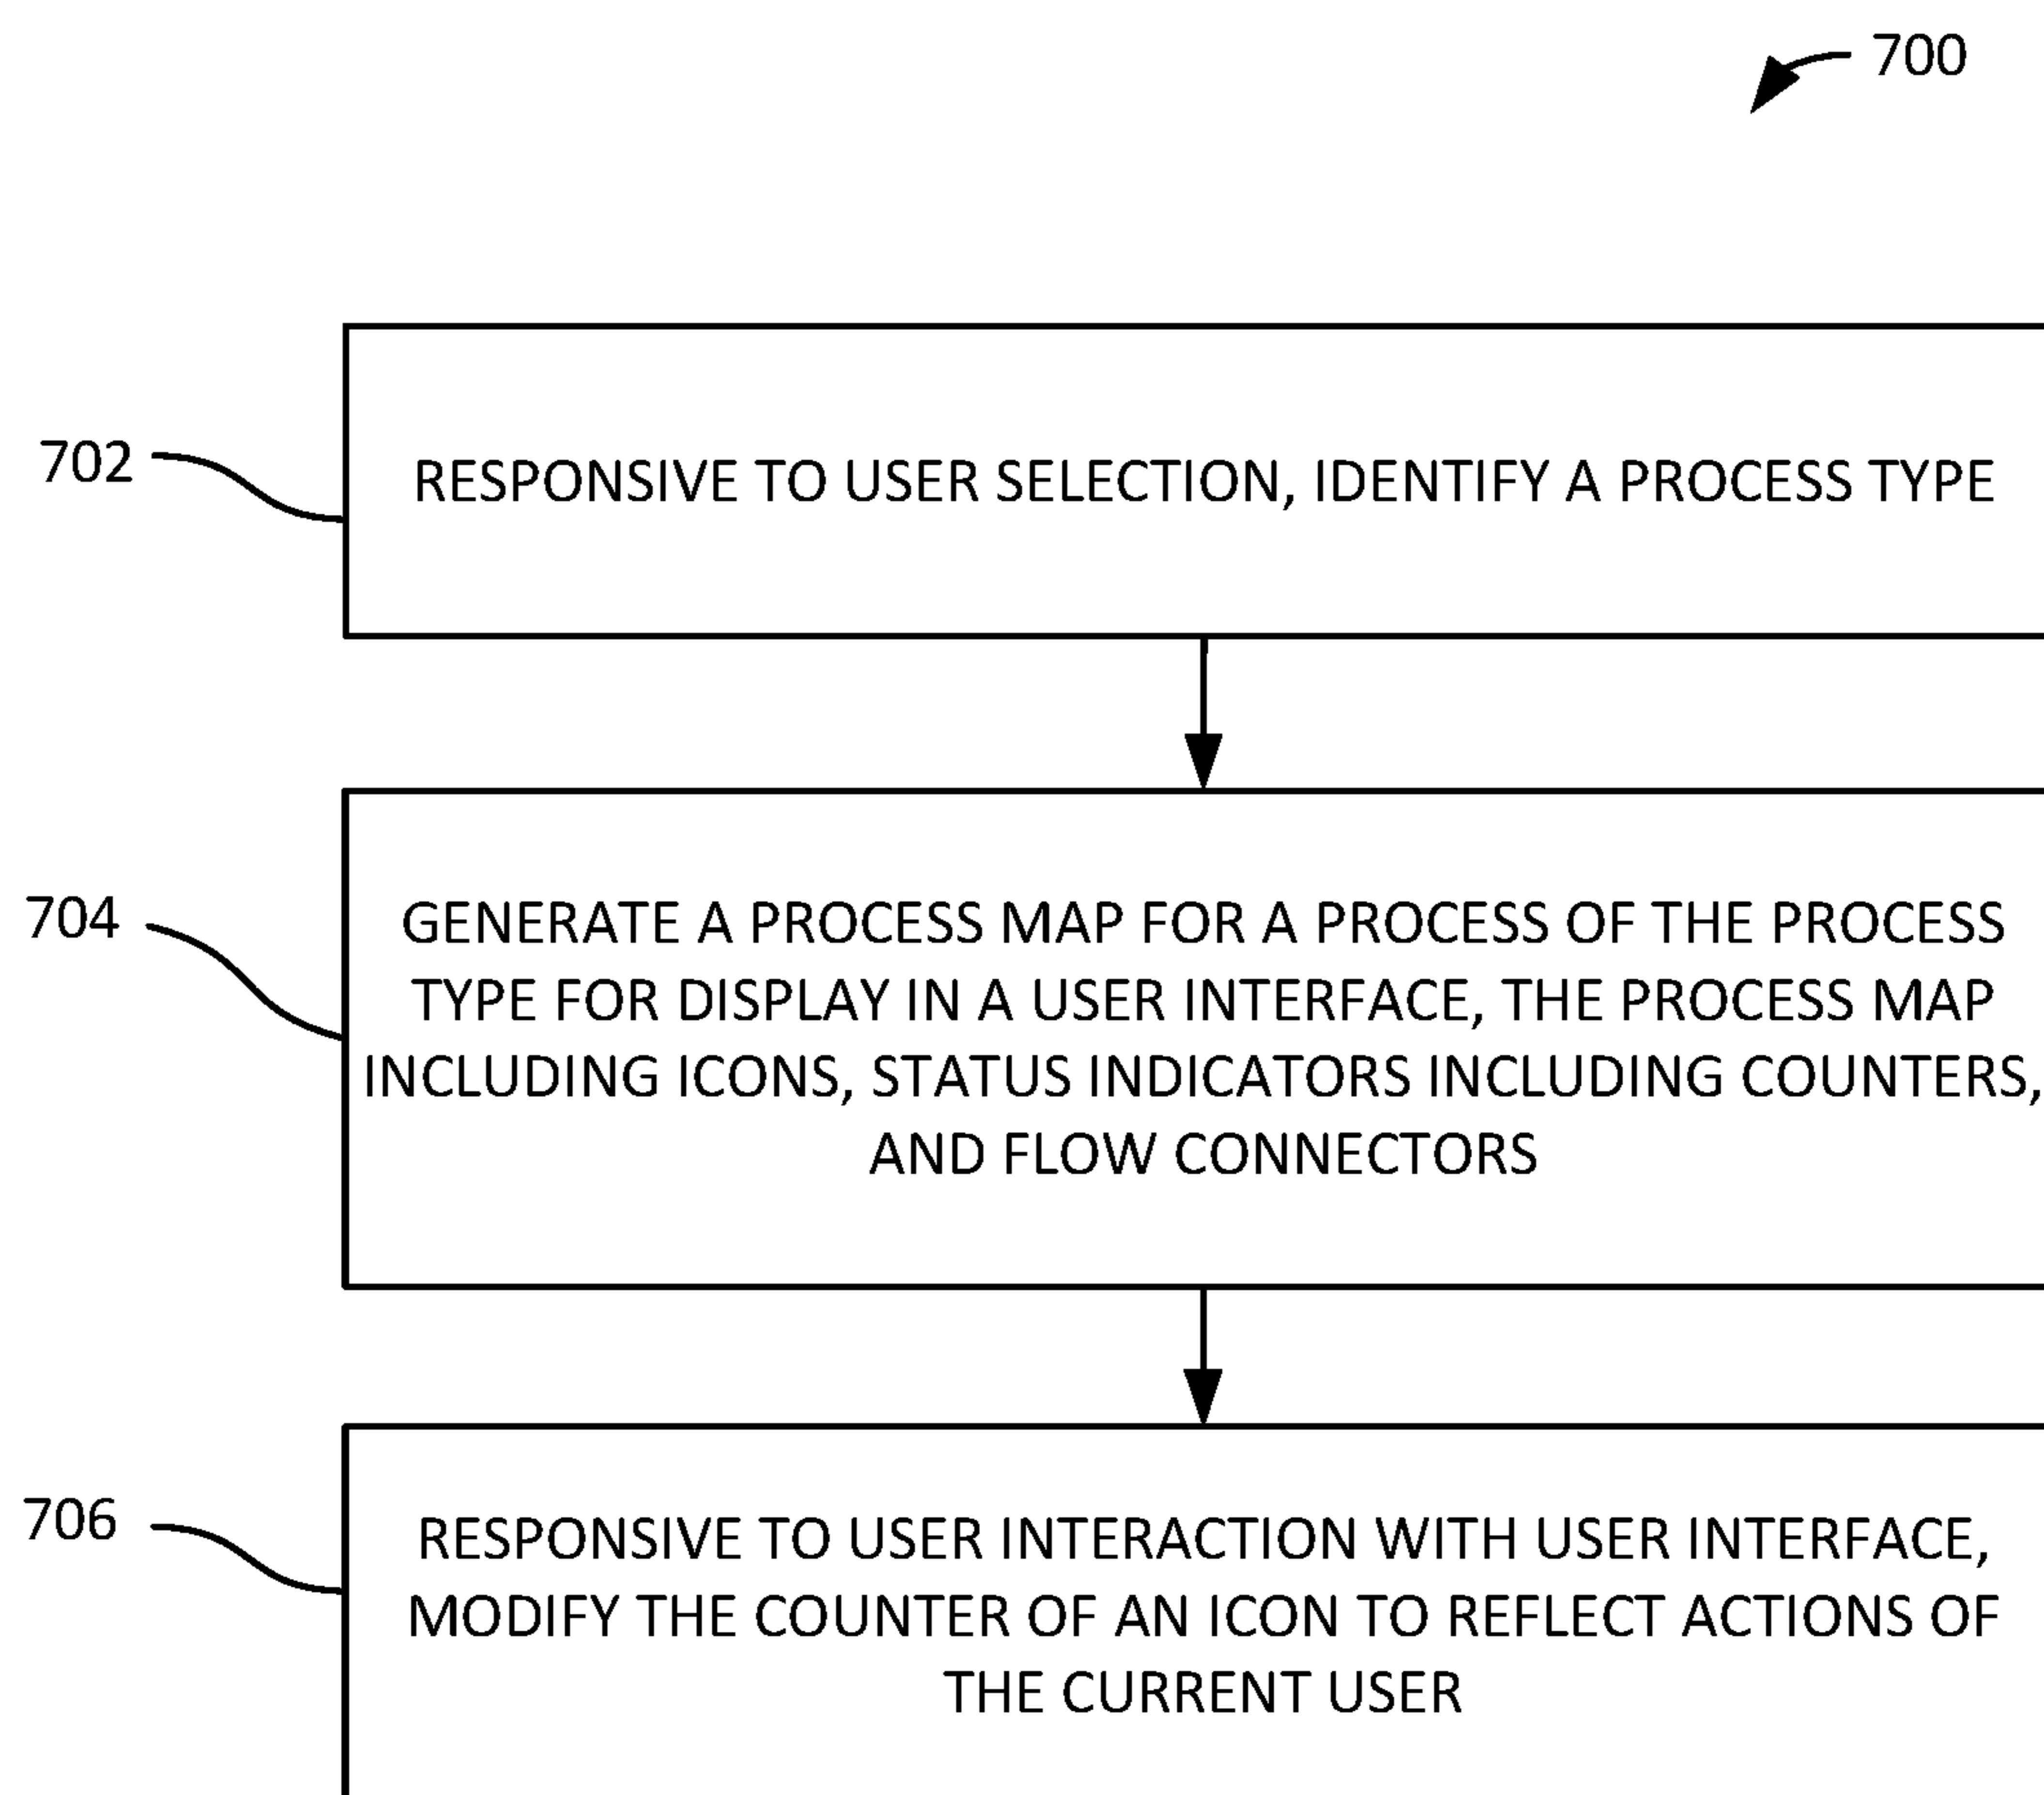 700
702
RESPONSIVE TO USER SELECTION, IDENTIFY A PROCESS TYPE
704
GENERATE A PROCESS MAP FOR A PROCESS OF THE PROCESS
TYPE FOR DISPLAY IN A USER INTERFACE, THE PROCESS MAP
INCLUDING ICONS, STATUS INDICATORS INCLUDING COUNTERS,
AND FLOW CONNECTORS
706
RESPONSIVE TO USER INTERACTION WITH USER INTERFACE,
MODIFY THE COUNTER OF AN ICON TO REFLECT ACTIONS OF
THE CURRENT USER